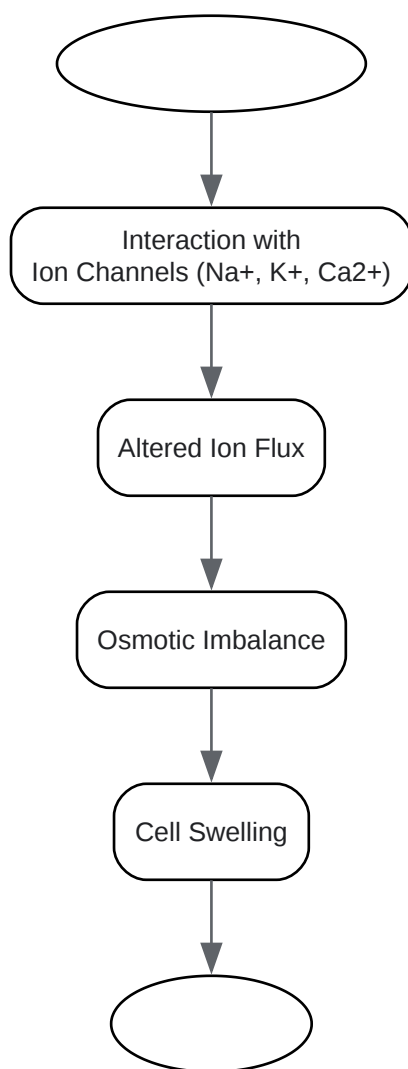 Interaction with
Ion Channels (Na+, K+, Ca2+)
Altered Ion Flux
Osmotic Imbalance
Cell Swelling